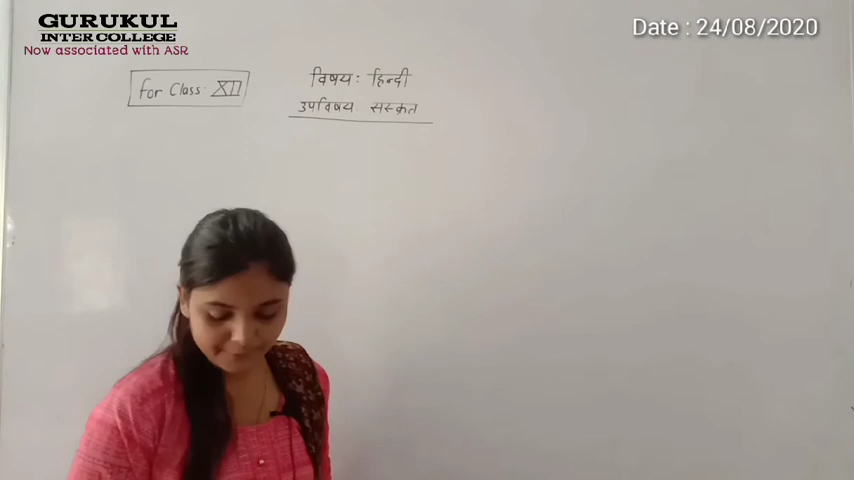 GURUKUL
INTER COLLEGE
Now associated with ASR
Date : 24/08/2020
For Class: XII
विषय: हिन्दी
उपविषय: संस्कृत